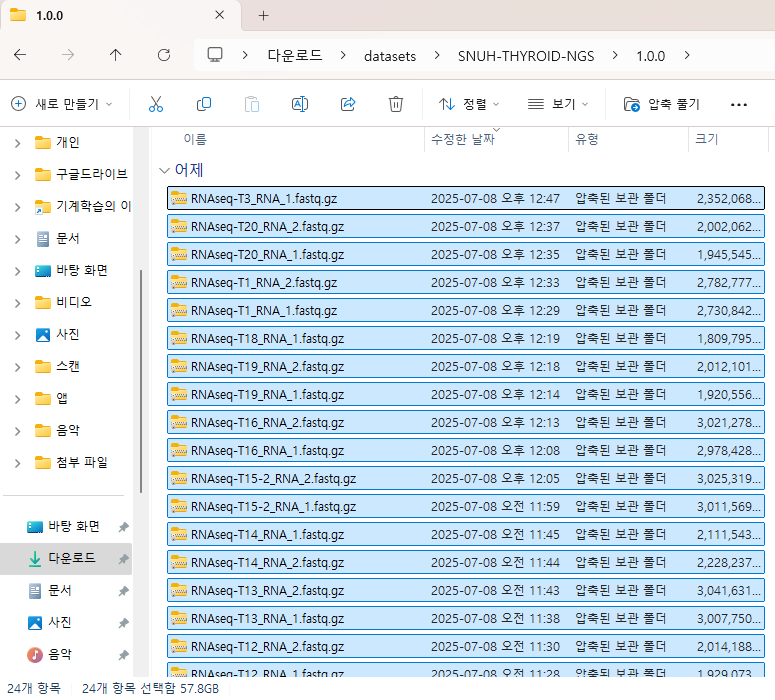 1.0.0
다운로드 datasets SNUH-THYROID-NGS 1.0.0
새로 만들기 정렬 보기 압축 풀기
이름 수정한 날짜 유형 크기
어제
RNAseq-T3_RNA_1.fastq.gz 2025-07-08 오후 12:47 압축된 보관 폴더 2,352,068...
RNAseq-T20_RNA_2.fastq.gz 2025-07-08 오후 12:37 압축된 보관 폴더 2,002,062...
RNAseq-T20_RNA_1.fastq.gz 2025-07-08 오후 12:35 압축된 보관 폴더 1,945,545...
RNAseq-T1_RNA_2.fastq.gz 2025-07-08 오후 12:33 압축된 보관 폴더 2,782,777...
RNAseq-T1_RNA_1.fastq.gz 2025-07-08 오후 12:29 압축된 보관 폴더 2,730,842...
RNAseq-T18_RNA_1.fastq.gz 2025-07-08 오후 12:19 압축된 보관 폴더 1,809,795...
RNAseq-T19_RNA_2.fastq.gz 2025-07-08 오후 12:18 압축된 보관 폴더 2,012,101...
RNAseq-T19_RNA_1.fastq.gz 2025-07-08 오후 12:14 압축된 보관 폴더 1,920,556...
RNAseq-T16_RNA_2.fastq.gz 2025-07-08 오후 12:13 압축된 보관 폴더 3,021,278...
RNAseq-T16_RNA_1.fastq.gz 2025-07-08 오후 12:08 압축된 보관 폴더 2,978,428...
RNAseq-T15-2_RNA_2.fastq.gz 2025-07-08 오후 12:05 압축된 보관 폴더 3,025,319...
RNAseq-T15-2_RNA_1.fastq.gz 2025-07-08 오전 11:59 압축된 보관 폴더 3,011,569...
RNAseq-T14_RNA_1.fastq.gz 2025-07-08 오전 11:45 압축된 보관 폴더 2,111,543...
RNAseq-T14_RNA_2.fastq.gz 2025-07-08 오전 11:44 압축된 보관 폴더 2,228,237...
RNAseq-T13_RNA_2.fastq.gz 2025-07-08 오전 11:43 압축된 보관 폴더 3,041,631...
RNAseq-T13_RNA_1.fastq.gz 2025-07-08 오전 11:38 압축된 보관 폴더 3,007,750...
RNAseq-T12_RNA_2.fastq.gz 2025-07-08 오전 11:30 압축된 보관 폴더 2,014,188...
RNAseq-T12_RNA_1.fastq.gz 2025-07-08 오전 11:28 압축된 보관 폴더 1,929,073...
개인
구글드라이브
기계학습의 이
문서
바탕 화면
비디오
사진
스캔
앱
음악
첨부 파일
바탕 화면
다운로드
문서
사진
음악
24개 항목 24개 항목 선택함 57.8GB